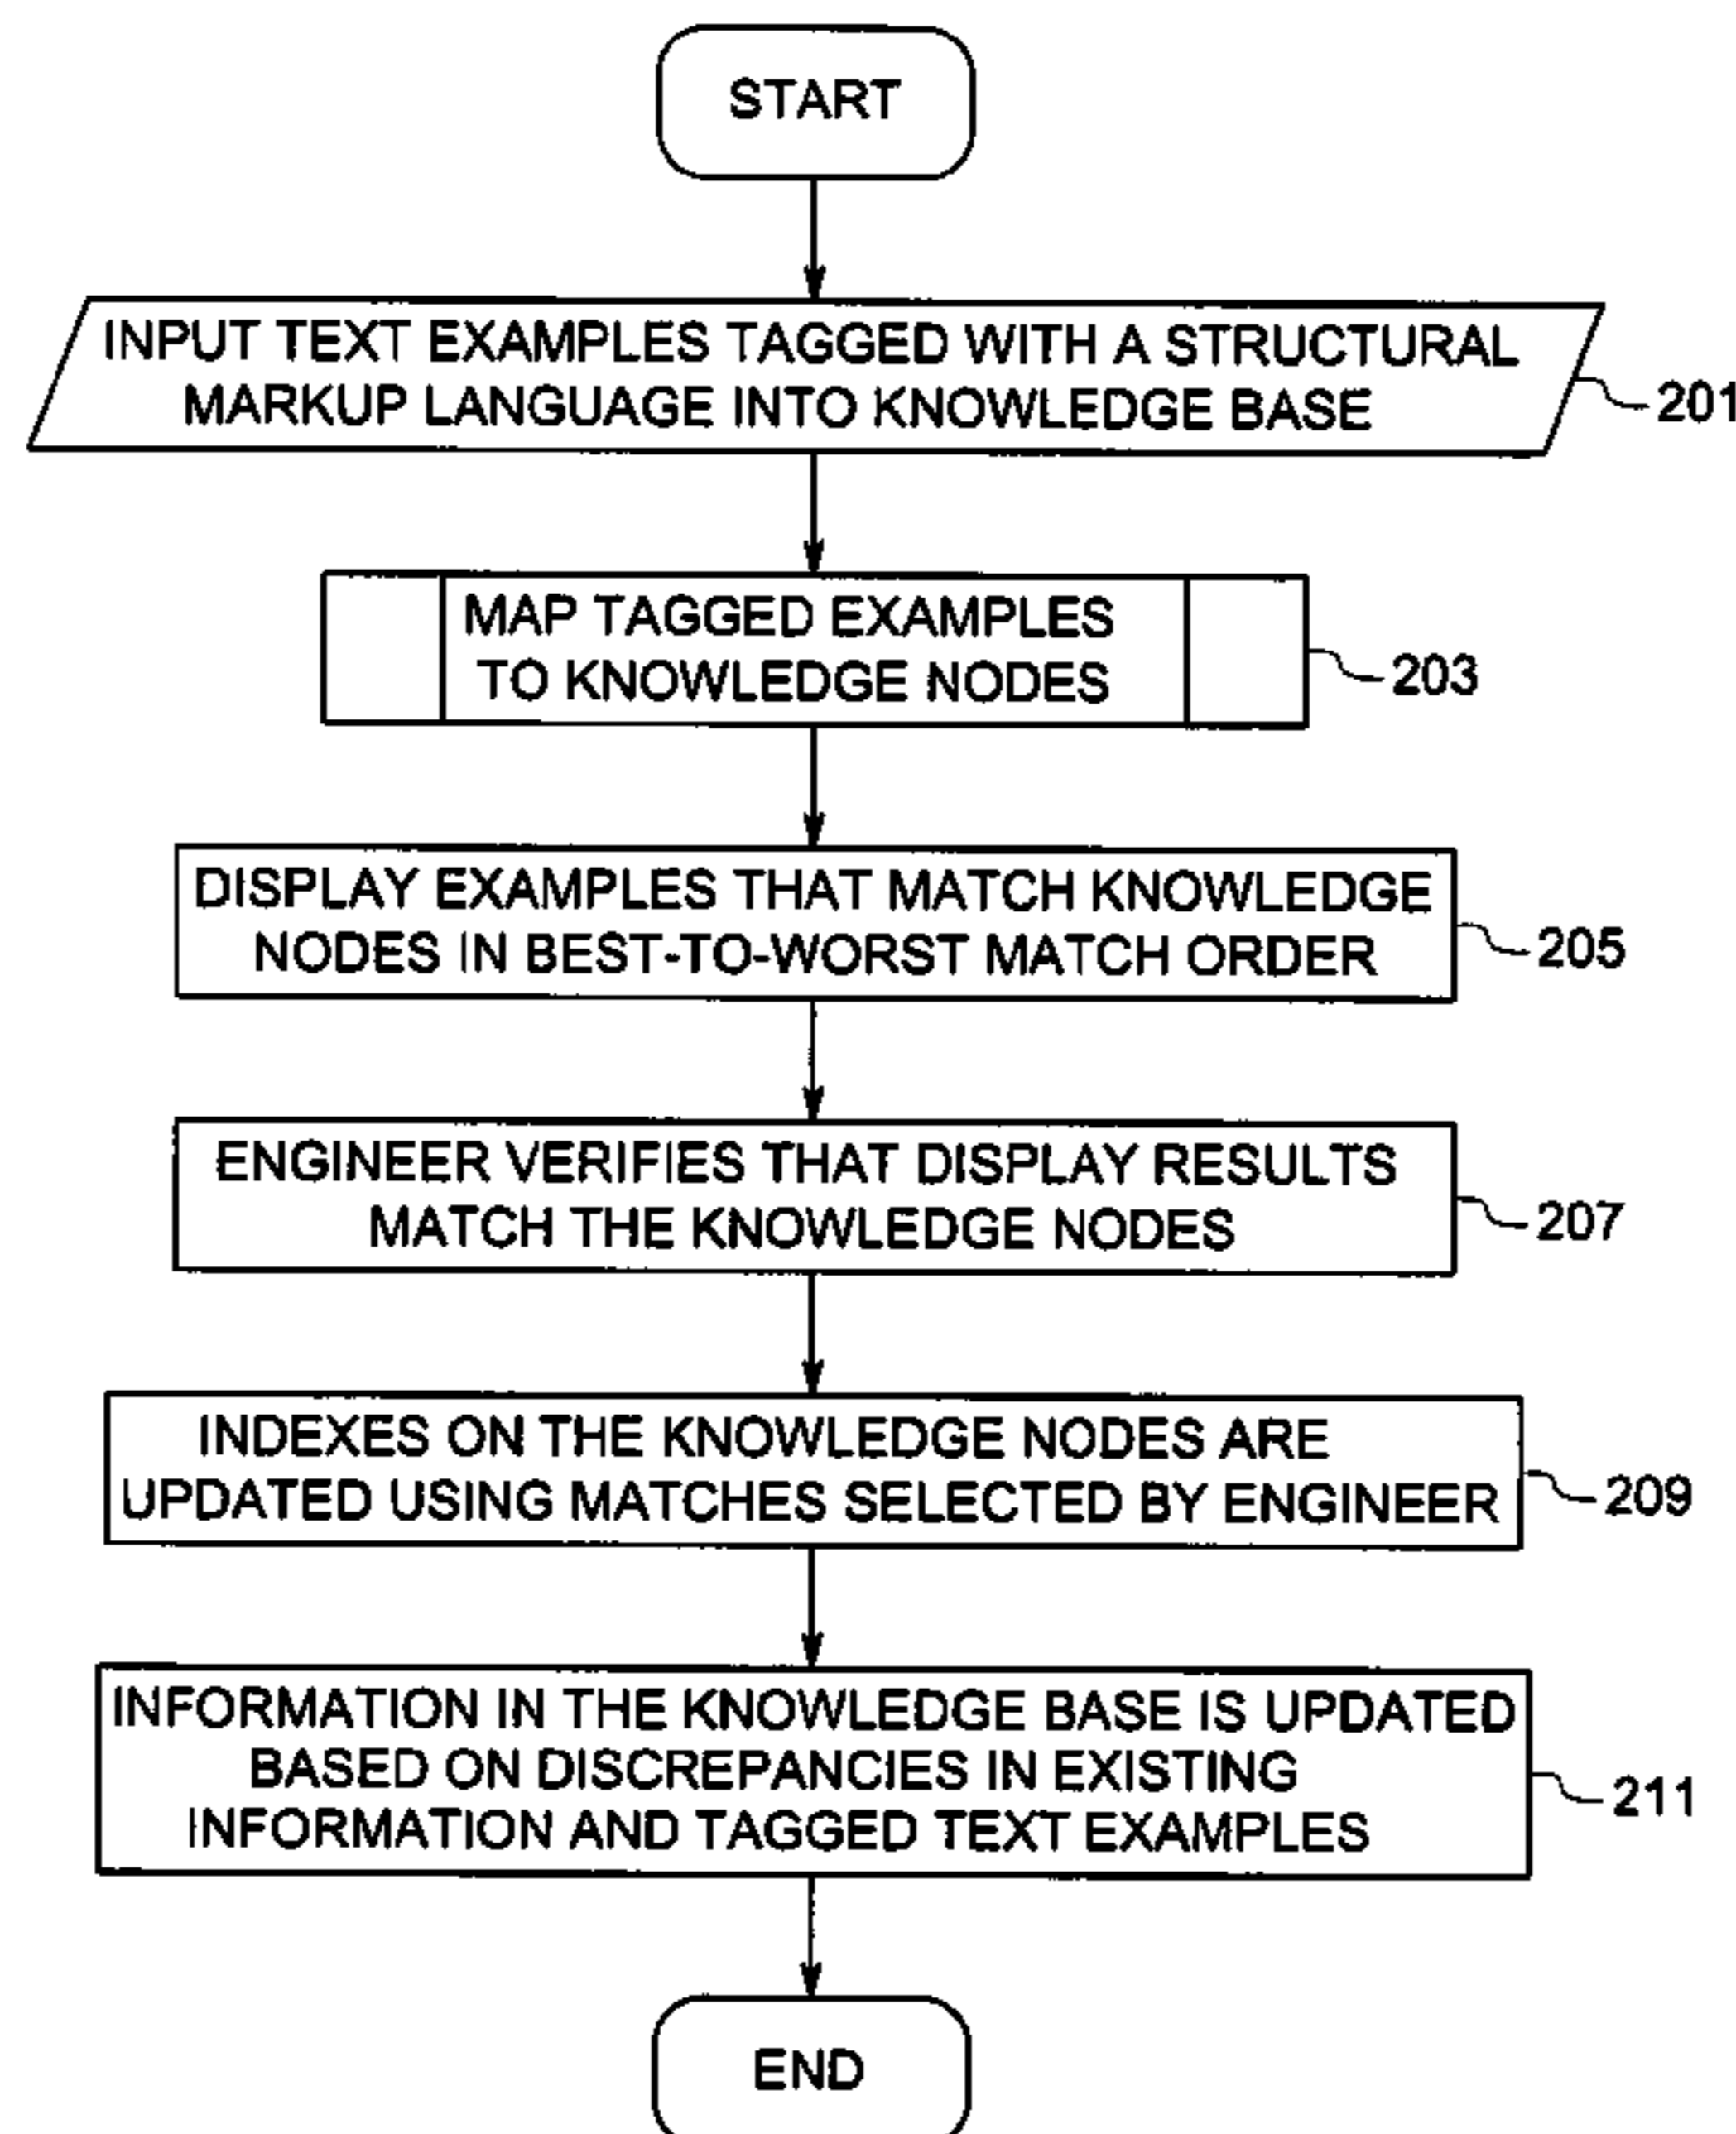 START
INPUT TEXT EXAMPLES TAGGED WITH A STRUCTURAL
MARKUP LANGUAGE INTO KNOWLEDGE BASE
201
MAP TAGGED EXAMPLES
TO KNOWLEDGE NODES
203
DISPLAY EXAMPLES THAT MATCH KNOWLEDGE
NODES IN BEST-TO-WORST MATCH ORDER
205
ENGINEER VERIFIES THAT DISPLAY RESULTS
MATCH THE KNOWLEDGE NODES
207
INDEXES ON THE KNOWLEDGE NODES ARE
UPDATED USING MATCHES SELECTED BY ENGINEER
209
INFORMATION IN THE KNOWLEDGE BASE IS UPDATED
BASED ON DISCREPANCIES IN EXISTING
INFORMATION AND TAGGED TEXT EXAMPLES
211
END